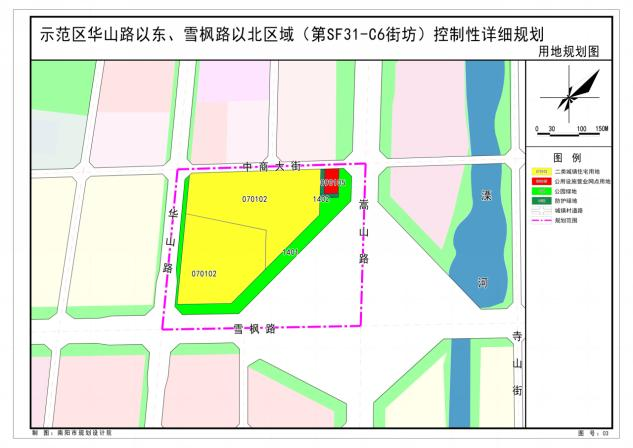 示范区华山路以东、雪枫路以北区域（第SF31-C6街坊）控制性详细规划
用地规划图
0 30 100 150M
图 例
二类城镇住宅用地
公用设施营业网点用地
公园绿地
防护绿地
城镇村道路
规划范围
中商大街
070102
1402
1401
070102
华山路
嵩山路
雪枫路
溧河
寺山街
制 图：南阳市规划设计院
图 号：03